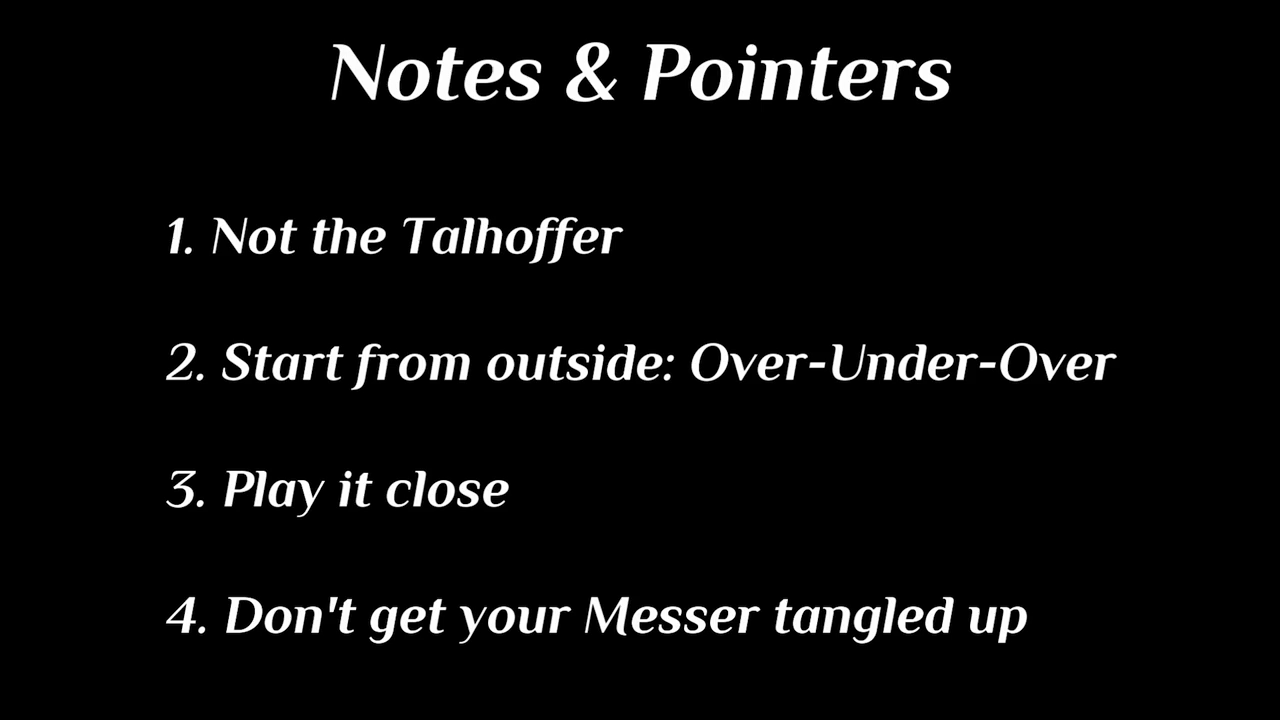 Notes & Pointers
1. Not the Talhoffer
2. Start from outside: Over-Under-Over
3. Play it close
4. Don't get your Messer tangled up